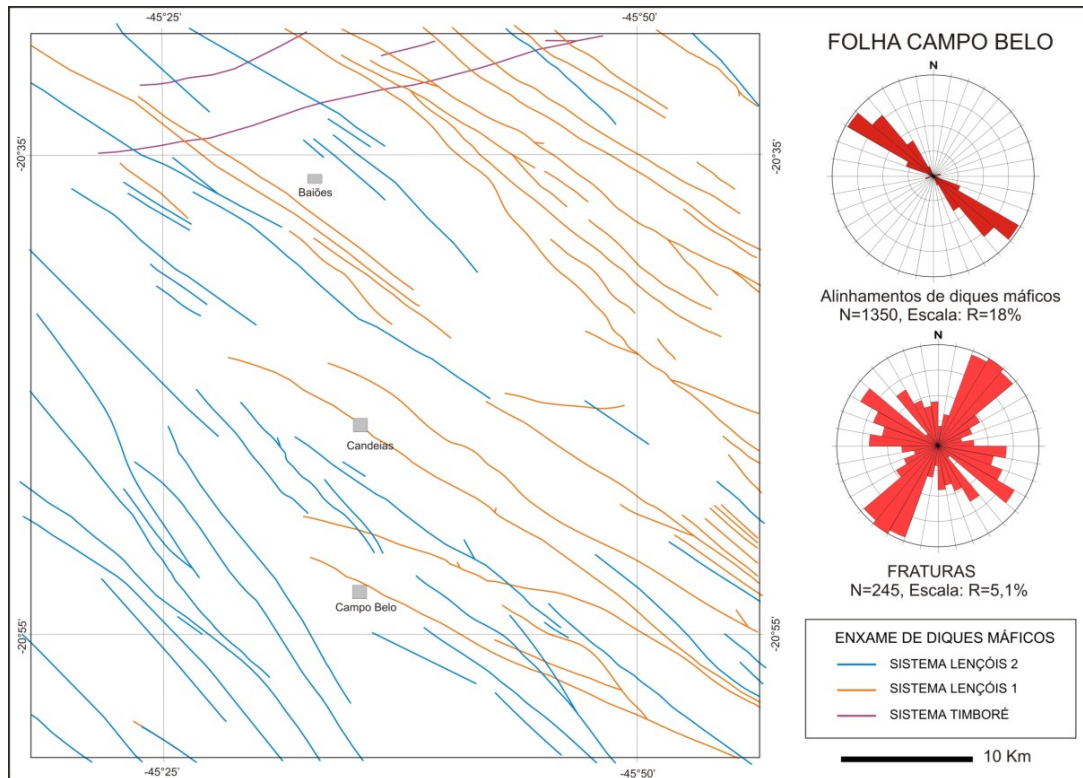 -45°25'
-45°50'
-20°35'
-20°35'
Baiões
Candeias
Campo Belo
-20°55'
-20°55'
-45°25'
-45°50'
FOLHA CAMPO BELO
N
Alinhamentos de diques máficos
N=1350, Escala: R=18%
N
FRATURAS
N=245, Escala: R=5,1%
ENXAME DE DIQUES MÁFICOS
SISTEMA LENÇÓIS 2
SISTEMA LENÇÓIS 1
SISTEMA TIMBORÉ
10 Km